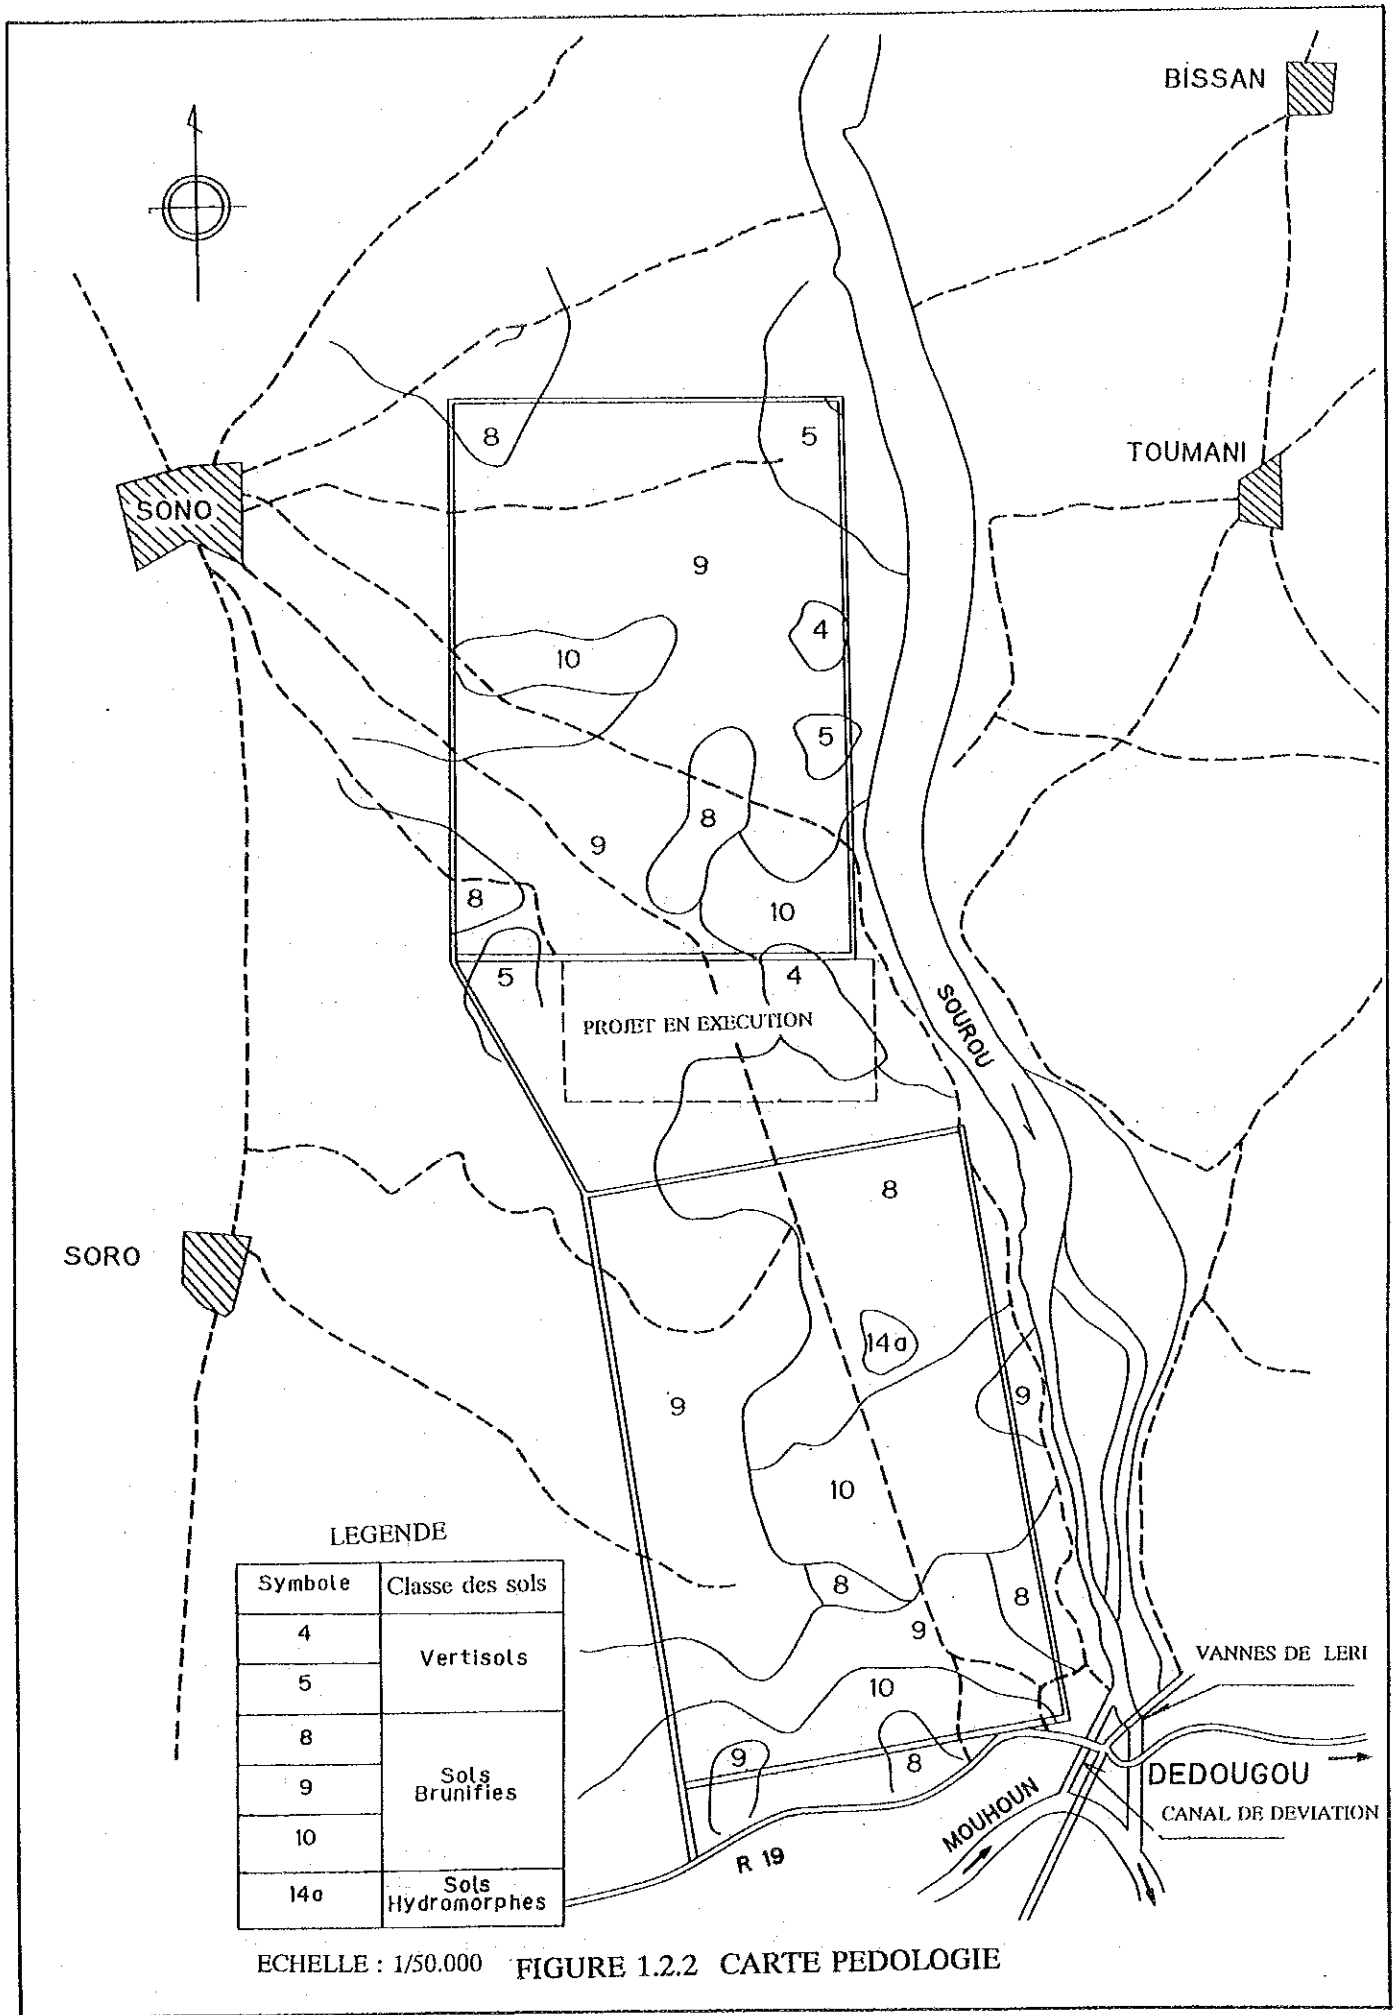 BISSAN
TOUMANI
SONO
8
5
9
4
10
5
8
9
8
10
5
4
PROJET EN EXECUTION
SOUROU
8
SORO
14a
9
9
10
8
8
9
10
9
8
LEGENDE
Symbole Classe des sols
4
Vertisols
5
8
9
Sols
Brunifies
10
14a
Sols
Hydromorphes
VANNES DE LERI
DEDOUGOU
CANAL DE DEVIATION
MOUHOUN
R 19
ECHELLE : 1/50.000 FIGURE 1.2.2 CARTE PEDOLOGIE